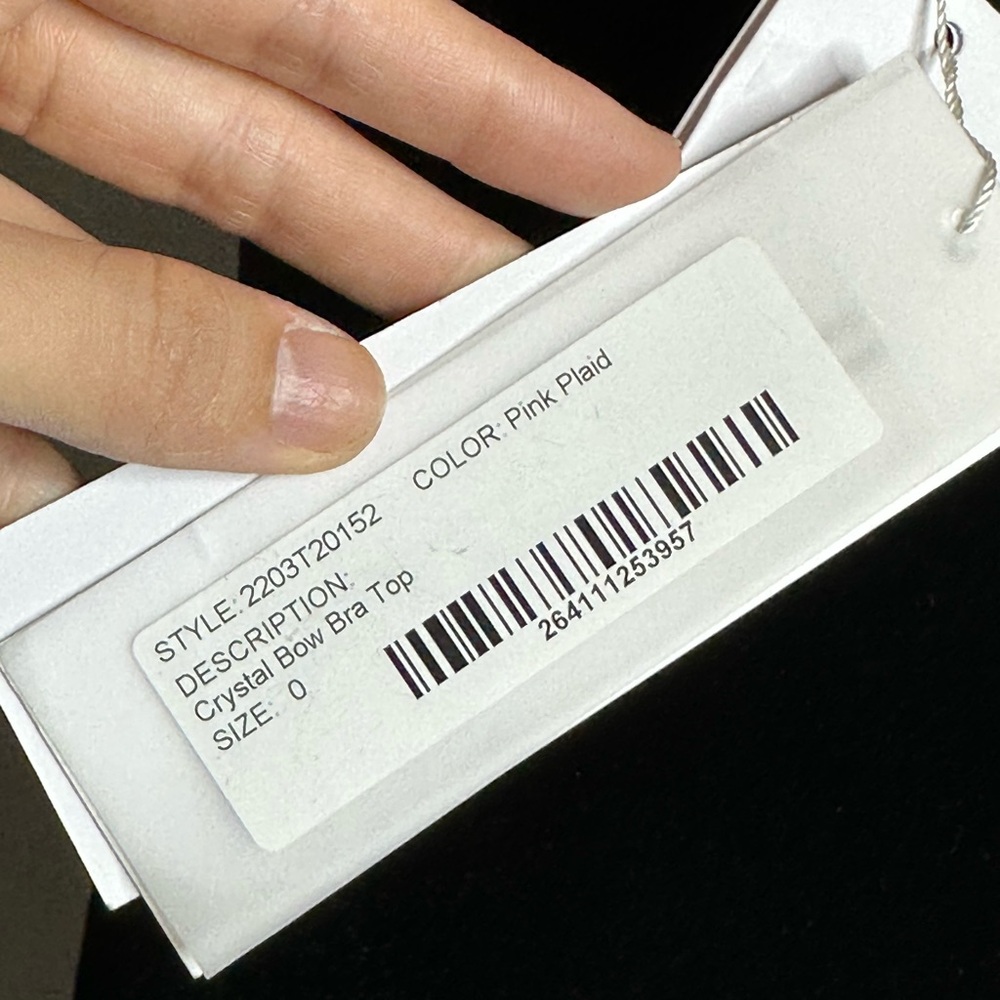 STYLE: 2203T20152 COLOR: Pink Plaid
DESCRIPTION:
Crystal Bow Bra Top
SIZE: 0
264111253957